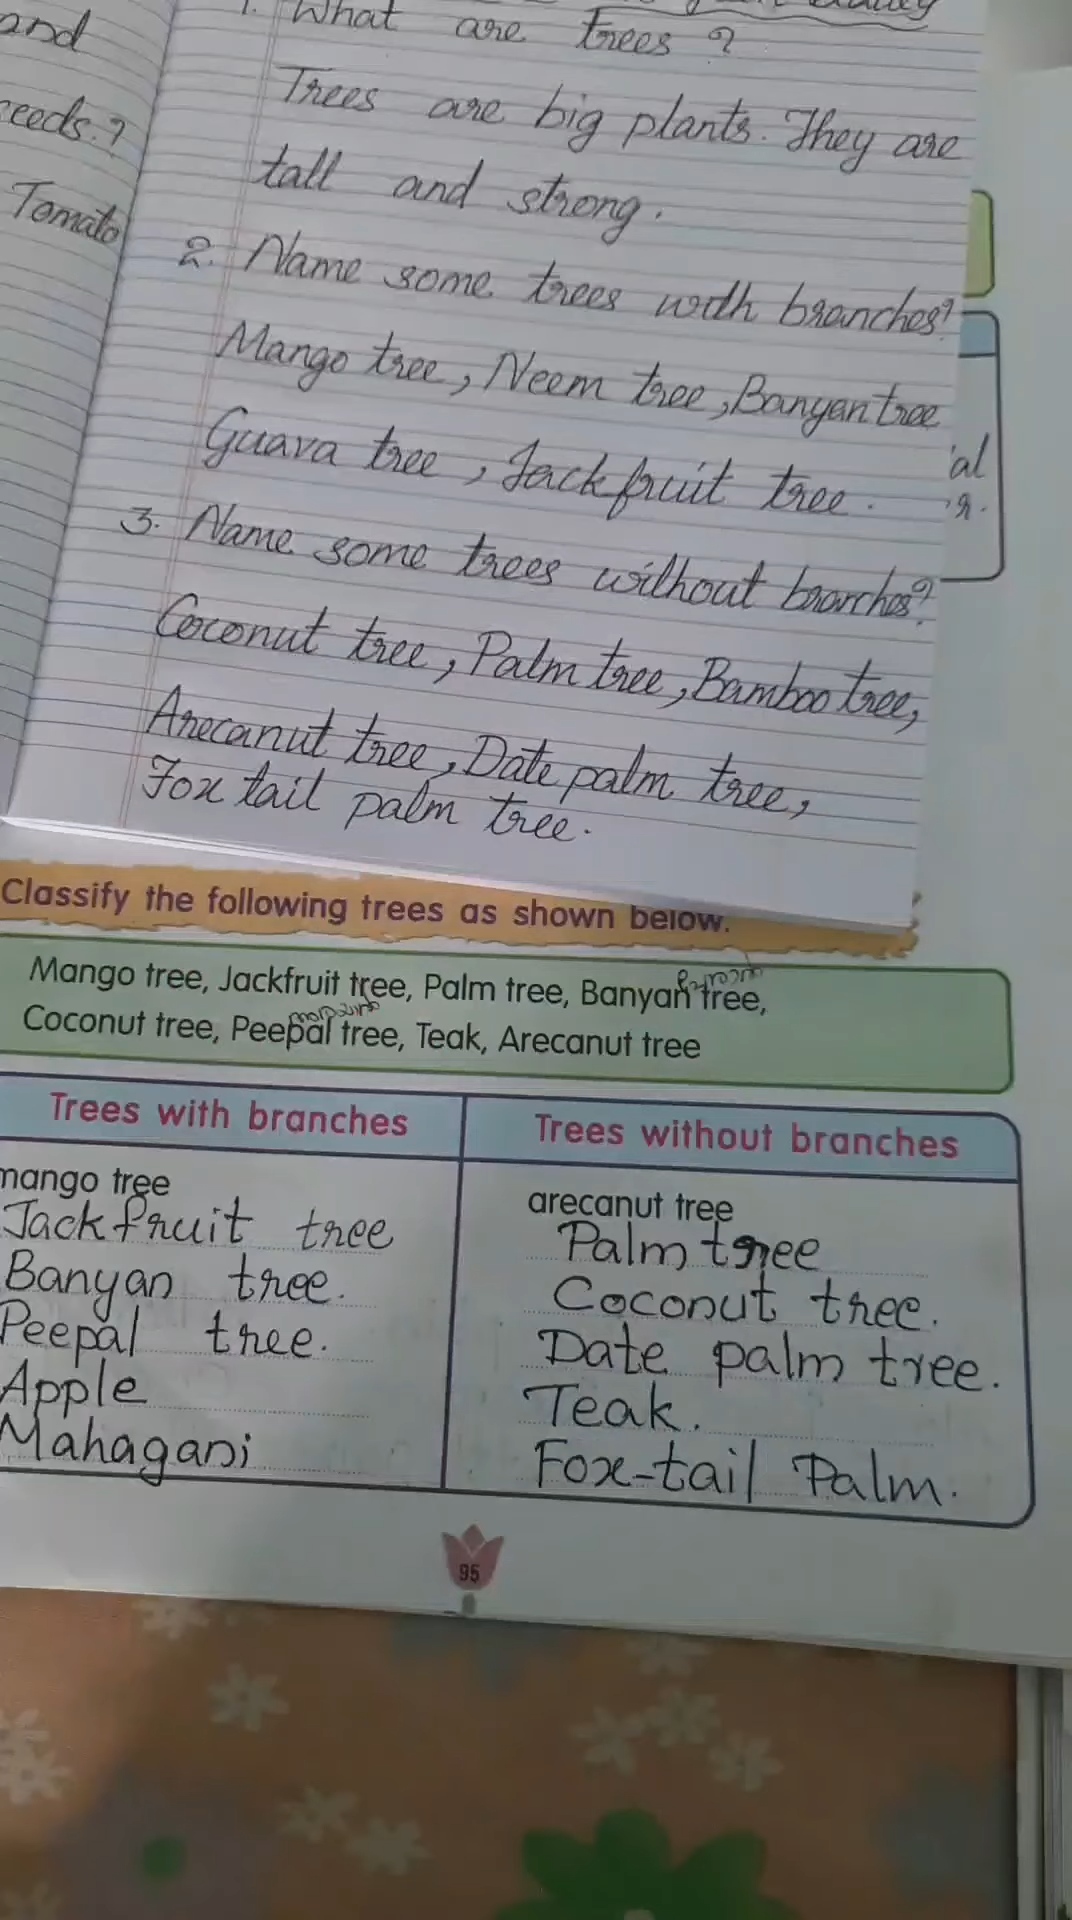 and
eeds.?
Tomato
1. What are trees ?
Trees are big plants. They are
tall and strong.
2. Name some trees with branches?
Mango tree, Neem tree, Banyan tree
Guava tree, Jackfruit tree.
3. Name some trees without branches?
Coconut tree, Palm tree, Bamboo tree,
Arecanut tree, Date palm tree,
Fox tail palm tree.
al
Classify the following trees as shown below.
Mango tree, Jackfruit tree, Palm tree, Banyan tree,
Coconut tree, Peepal tree, Teak, Arecanut tree
Trees with branches
mango tree
Jackfruit tree
Banyan tree.
Peepal tree.
Apple
Mahagani
Trees without branches
arecanut tree
Palm tree
Coconut tree.
Date palm tree.
Teak.
Fox-tail Palm.
95